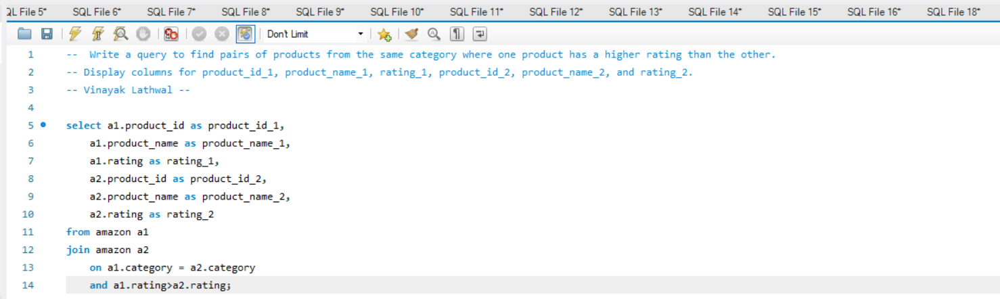 QL File 5* SQL File 6* SQL File 7* SQL File 8* SQL File 9* SQL File 10* SQL File 11* SQL File 12* SQL File 13* SQL File 14* SQL File 15* SQL File 16* SQL File 18*
Don't Limit
1 --  Write a query to find pairs of products from the same category where one product has a higher rating than the other.
2 -- Display columns for product_id_1, product_name_1, rating_1, product_id_2, product_name_2, and rating_2.
3 -- Vinayak Lathwal --
4
5 select a1.product_id as product_id_1,
6 a1.product_name as product_name_1,
7 a1.rating as rating_1,
8 a2.product_id as product_id_2,
9 a2.product_name as product_name_2,
10 a2.rating as rating_2
11 from amazon a1
12 join amazon a2
13 on a1.category = a2.category
14 and a1.rating>a2.rating;